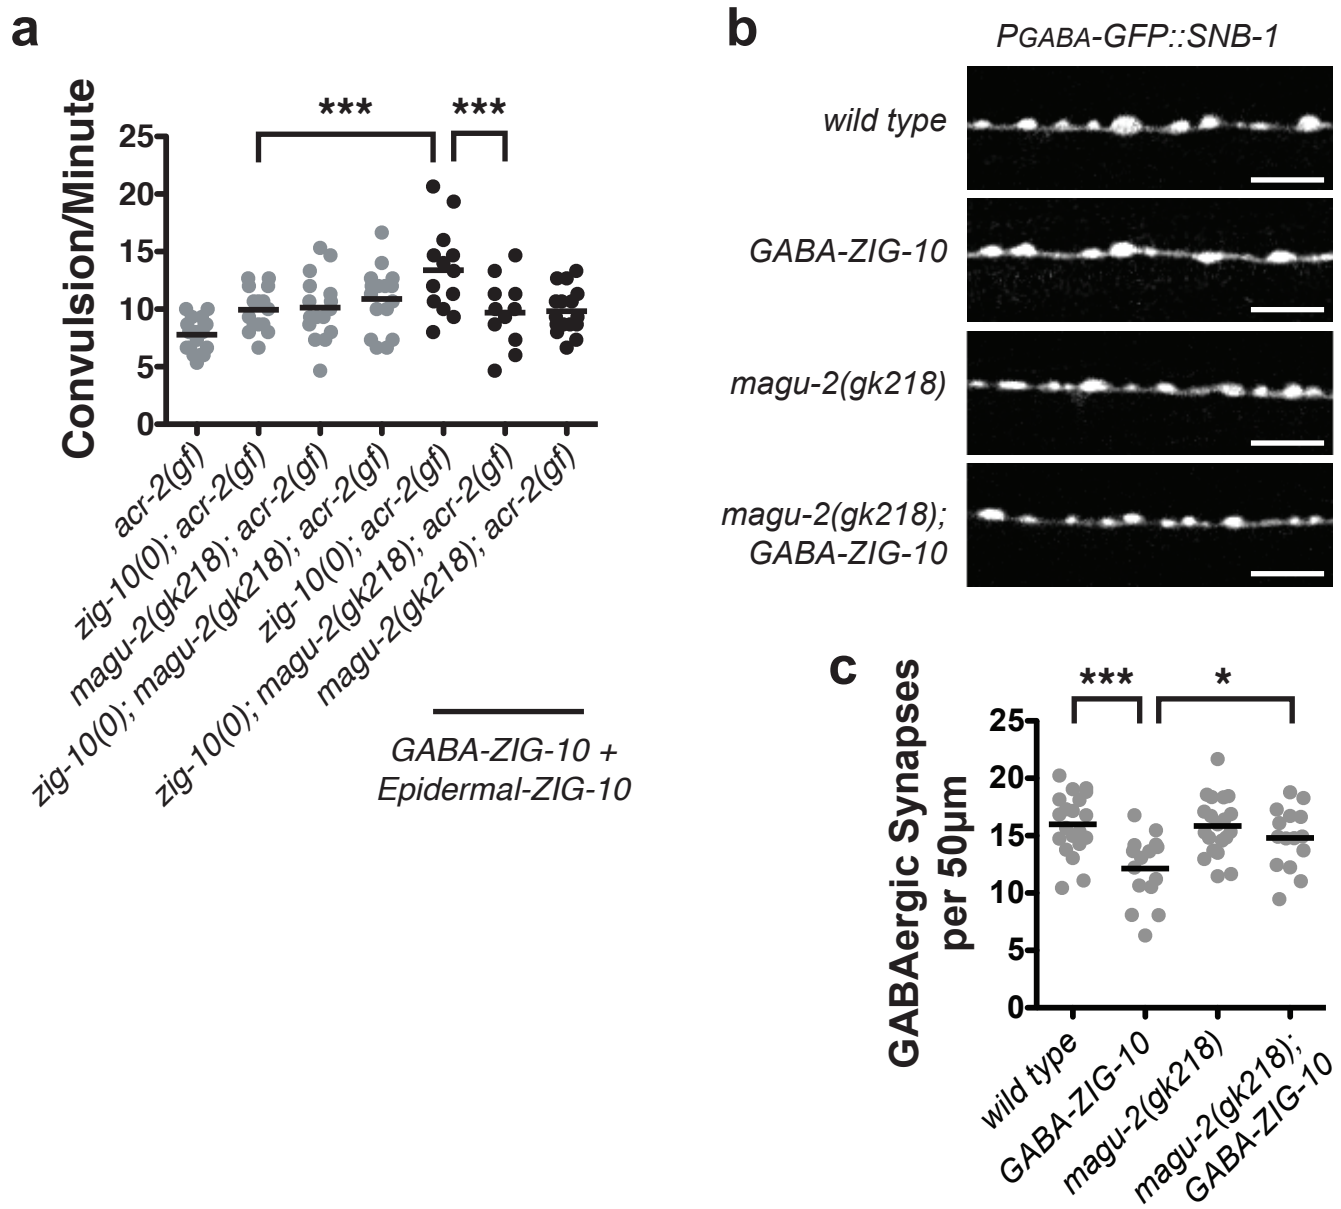 a
Convulsion/Minute
25
20
15
10
5
0
***
***
acr-2(gf)
zig-10(0); acr-2(gf)
magu-2(gk218); acr-2(gf)
zig-10(0); magu-2(gk218); acr-2(gf)
zig-10(0); acr-2(gf)
zig-10(0); magu-2(gk218); acr-2(gf)
magu-2(gk218); acr-2(gf)
GABA-ZIG-10 +
Epidermal-ZIG-10
b
PGABA-GFP::SNB-1
wild type
GABA-ZIG-10
magu-2(gk218)
magu-2(gk218);
GABA-ZIG-10
c
GABAergic Synapses
per 50μm
25
20
15
10
5
0
***
*
wild type
GABA-ZIG-10
magu-2(gk218)
magu-2(gk218);
GABA-ZIG-10